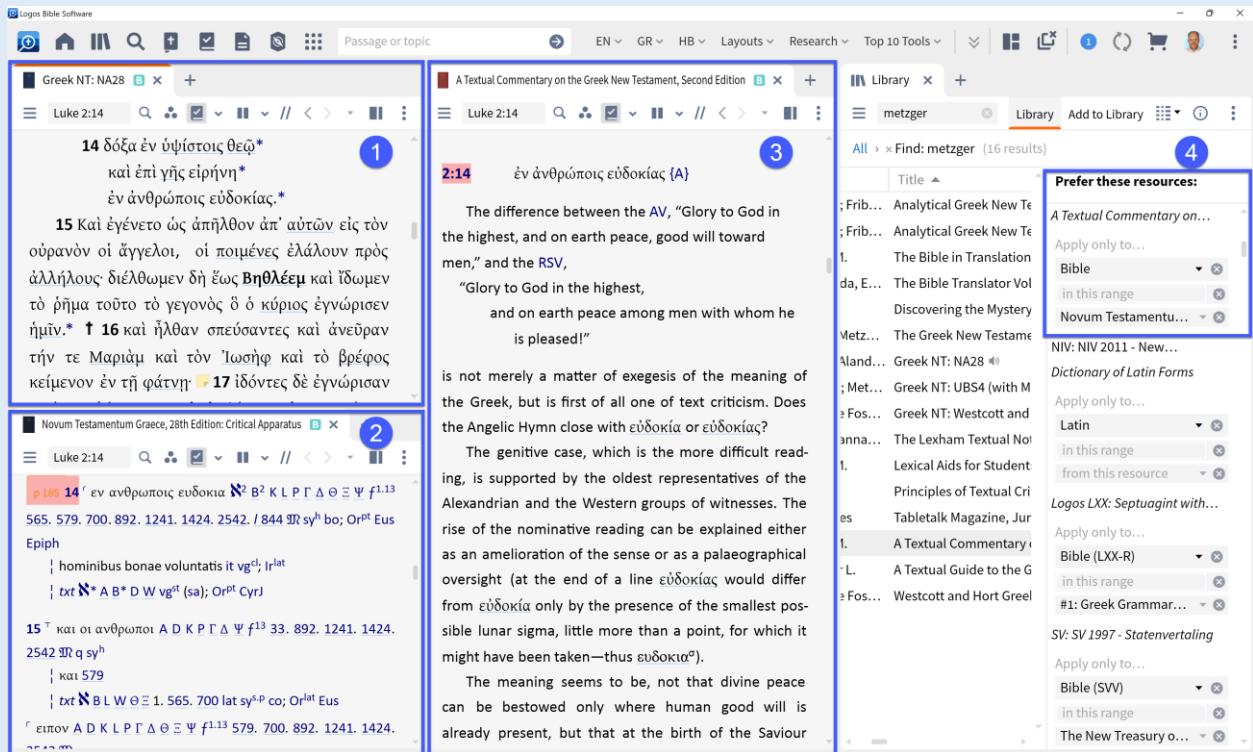 Logos Bible Software
Passage or topic
EN GR HB Layouts Research Top 10 Tools
1
Greek NT: NA28 B
Luke 2:14
14 δόξα ἐν ὑψίστοις θεῷ*
καὶ ἐπὶ γῆς εἰρήνη*
ἐν ἀνθρώποις εὐδοκίας.*
15 Καὶ ἐγένετο ὡς ἀπῆλθον ἀπ᾽ αὐτῶν εἰς τὸν
οὐρανὸν οἱ ἄγγελοι, οἱ ποιμένες ἐλάλουν πρὸς
ἀλλήλους· διέλθωμεν δὴ ἕως Βηθλέεμ καὶ ἴδωμεν
τὸ ῥῆμα τοῦτο τὸ γεγονὸς ὃ ὁ κύριος ἐγνώρισεν
ἡμῖν.* † 16 καὶ ἦλθαν σπεύσαντες καὶ ἀνεῦραν
τήν τε Μαριὰμ καὶ τὸν Ἰωσὴφ καὶ τὸ βρέφος
κείμενον ἐν τῇ φάτνῃ· 17 ἰδόντες δὲ ἐγνώρισαν
1
Novum Testamentum Graece, 28th Edition: Critical Apparatus B
2
Luke 2:14
p 185 14 ⸀ εν ανθρωποις ευδοκια ℵ2 B2 K L P Γ Δ Θ Ξ Ψ f1.13
565. 579. 700. 892. 1241. 1424. 2542. l 844 𝔐 syh bo; Orpt Eus
Epiph
¦ hominibus bonae voluntatis it vgcl; Irlat
¦ txt ℵ* A B* D W vgst (sa); Orpt CyrJ
15 ⸆ και οι ανθρωποι A D K P Γ Δ Ψ f13 33. 892. 1241. 1424.
2542 𝔐 q syh
¦ και 579
¦ txt ℵ B L W Θ Ξ 1. 565. 700 lat sys.p co; Orlat Eus
⸀ ειπον A D K L P Γ Δ Θ Ξ Ψ f1.13 579. 700. 892. 1241. 1424.
A Textual Commentary on the Greek New Testament, Second Edition B
Luke 2:14
3
2:14 ἐν ἀνθρώποις εὐδοκίας {A}
The difference between the AV, “Glory to God in
the highest, and on earth peace, good will toward
men,” and the RSV,
“Glory to God in the highest,
and on earth peace among men with whom he
is pleased!”
is not merely a matter of exegesis of the meaning of
the Greek, but is first of all one of text criticism. Does
the Angelic Hymn close with εὐδοκία or εὐδοκίας?
The genitive case, which is the more difficult read-
ing, is supported by the oldest representatives of the
Alexandrian and the Western groups of witnesses. The
rise of the nominative reading can be explained either
as an amelioration of the sense or as a palaeographical
oversight (at the end of a line εὐδοκίας would differ
from εὐδοκία only by the presence of the smallest pos-
sible lunar sigma, little more than a point, for which it
might have been taken—thus ευδοκιασ).
The meaning seems to be, not that divine peace
can be bestowed only where human good will is
already present, but that at the birth of the Saviour
Library
metzger
Library Add to Library
All › × Find: metzger (16 results)
4
Title
; Frib… Analytical Greek New Te
; Frib… Analytical Greek New Te
The Bible in Translation
da, E… The Bible Translator Vol
Discovering the Mystery
Metz… The Greek New Testame
Aland… Greek NT: NA28
; Met… Greek NT: UBS4 (with M
e Fos… Greek NT: Westcott and
anna… The Lexham Textual Not
Lexical Aids for Student
Principles of Textual Cri
es Tabletalk Magazine, Jur
A Textual Commentary
L. A Textual Guide to the G
e Fos… Westcott and Hort Greel
Prefer these resources:
A Textual Commentary on…
Apply only to…
Bible
in this range
Novum Testamentu…
NIV: NIV 2011 - New…
Dictionary of Latin Forms
Apply only to…
Latin
in this range
from this resource
Logos LXX: Septuagint with…
Apply only to…
Bible (LXX-R)
in this range
#1: Greek Grammar…
SV: SV 1997 - Statenvertaling
Apply only to…
Bible (SVV)
in this range
The New Treasury o…